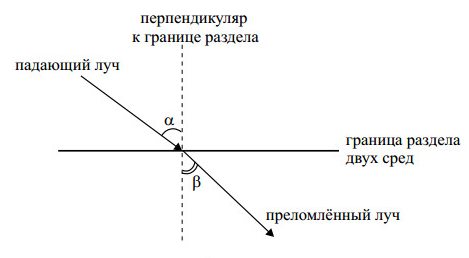 перпендикуляр
к границе раздела
падающий луч
α
граница раздела
двух сред
β
преломлённый луч